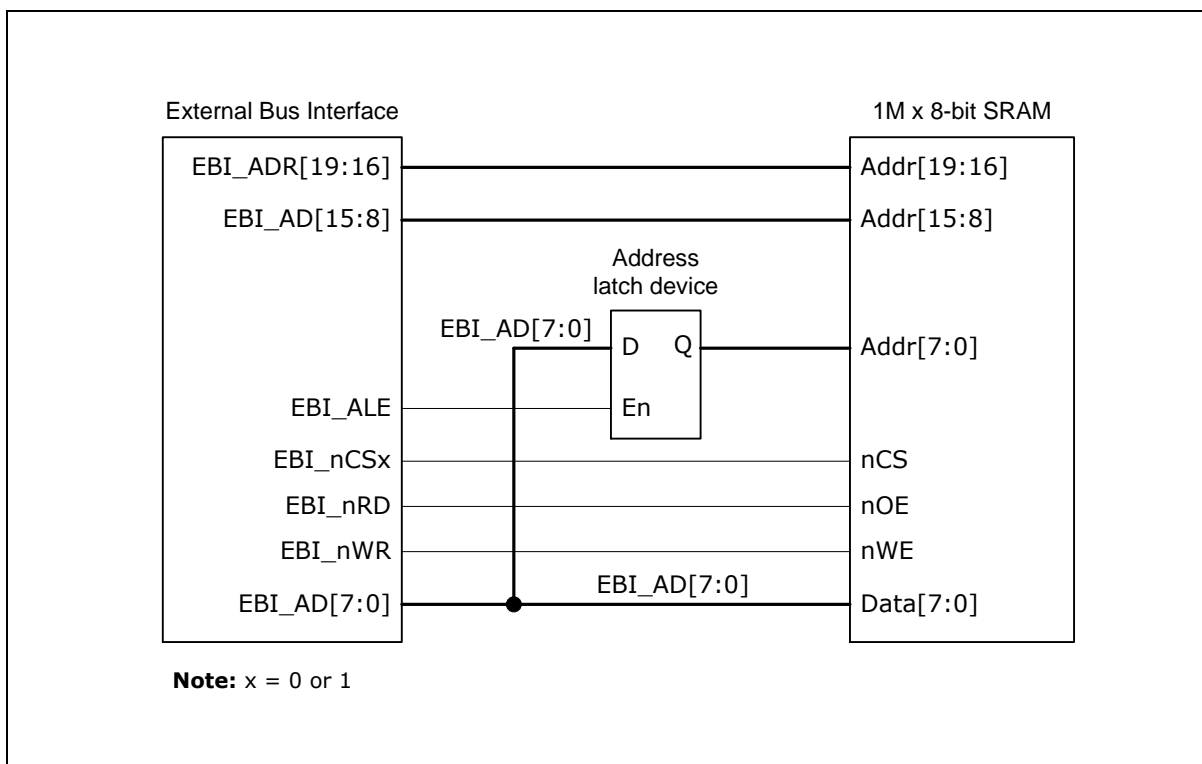 External Bus Interface
1M x 8-bit SRAM
EBI_ADR[19:16]
Addr[19:16]
EBI_AD[15:8]
Addr[15:8]
Address
latch device
EBI_AD[7:0]
D
Q
Addr[7:0]
EBI_ALE
En
EBI_nCSx
nCS
EBI_nRD
nOE
EBI_nWR
nWE
EBI_AD[7:0]
EBI_AD[7:0]
Data[7:0]
Note: x = 0 or 1